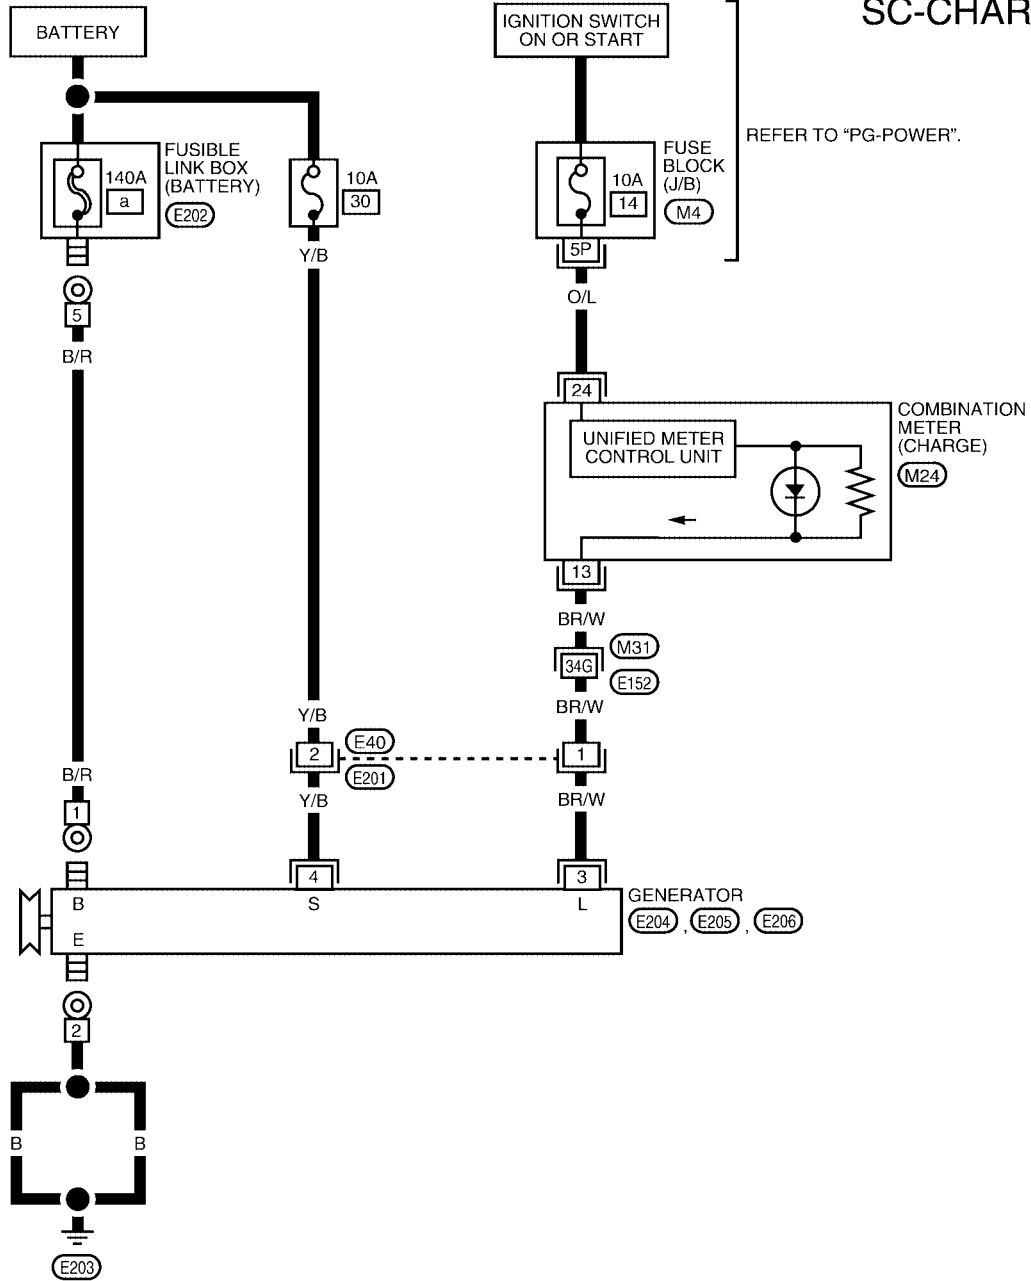 SC-CHAR
BATTERY
IGNITION SWITCH
ON OR START
REFER TO “PG-POWER”.
FUSIBLE
LINK BOX
(BATTERY)
E202
140A
a
10A
30
FUSE
BLOCK
(J/B)
M4
10A
14
5P
Y/B
O/L
5
B/R
24
COMBINATION
METER
(CHARGE)
M24
UNIFIED METER
CONTROL UNIT
13
BR/W
M31
34G
E152
Y/B
BR/W
2
E40
E201
1
B/R
Y/B
BR/W
1
4
3
B
S
L
E
GENERATOR
E204 , E205 , E206
2
B
B
E203